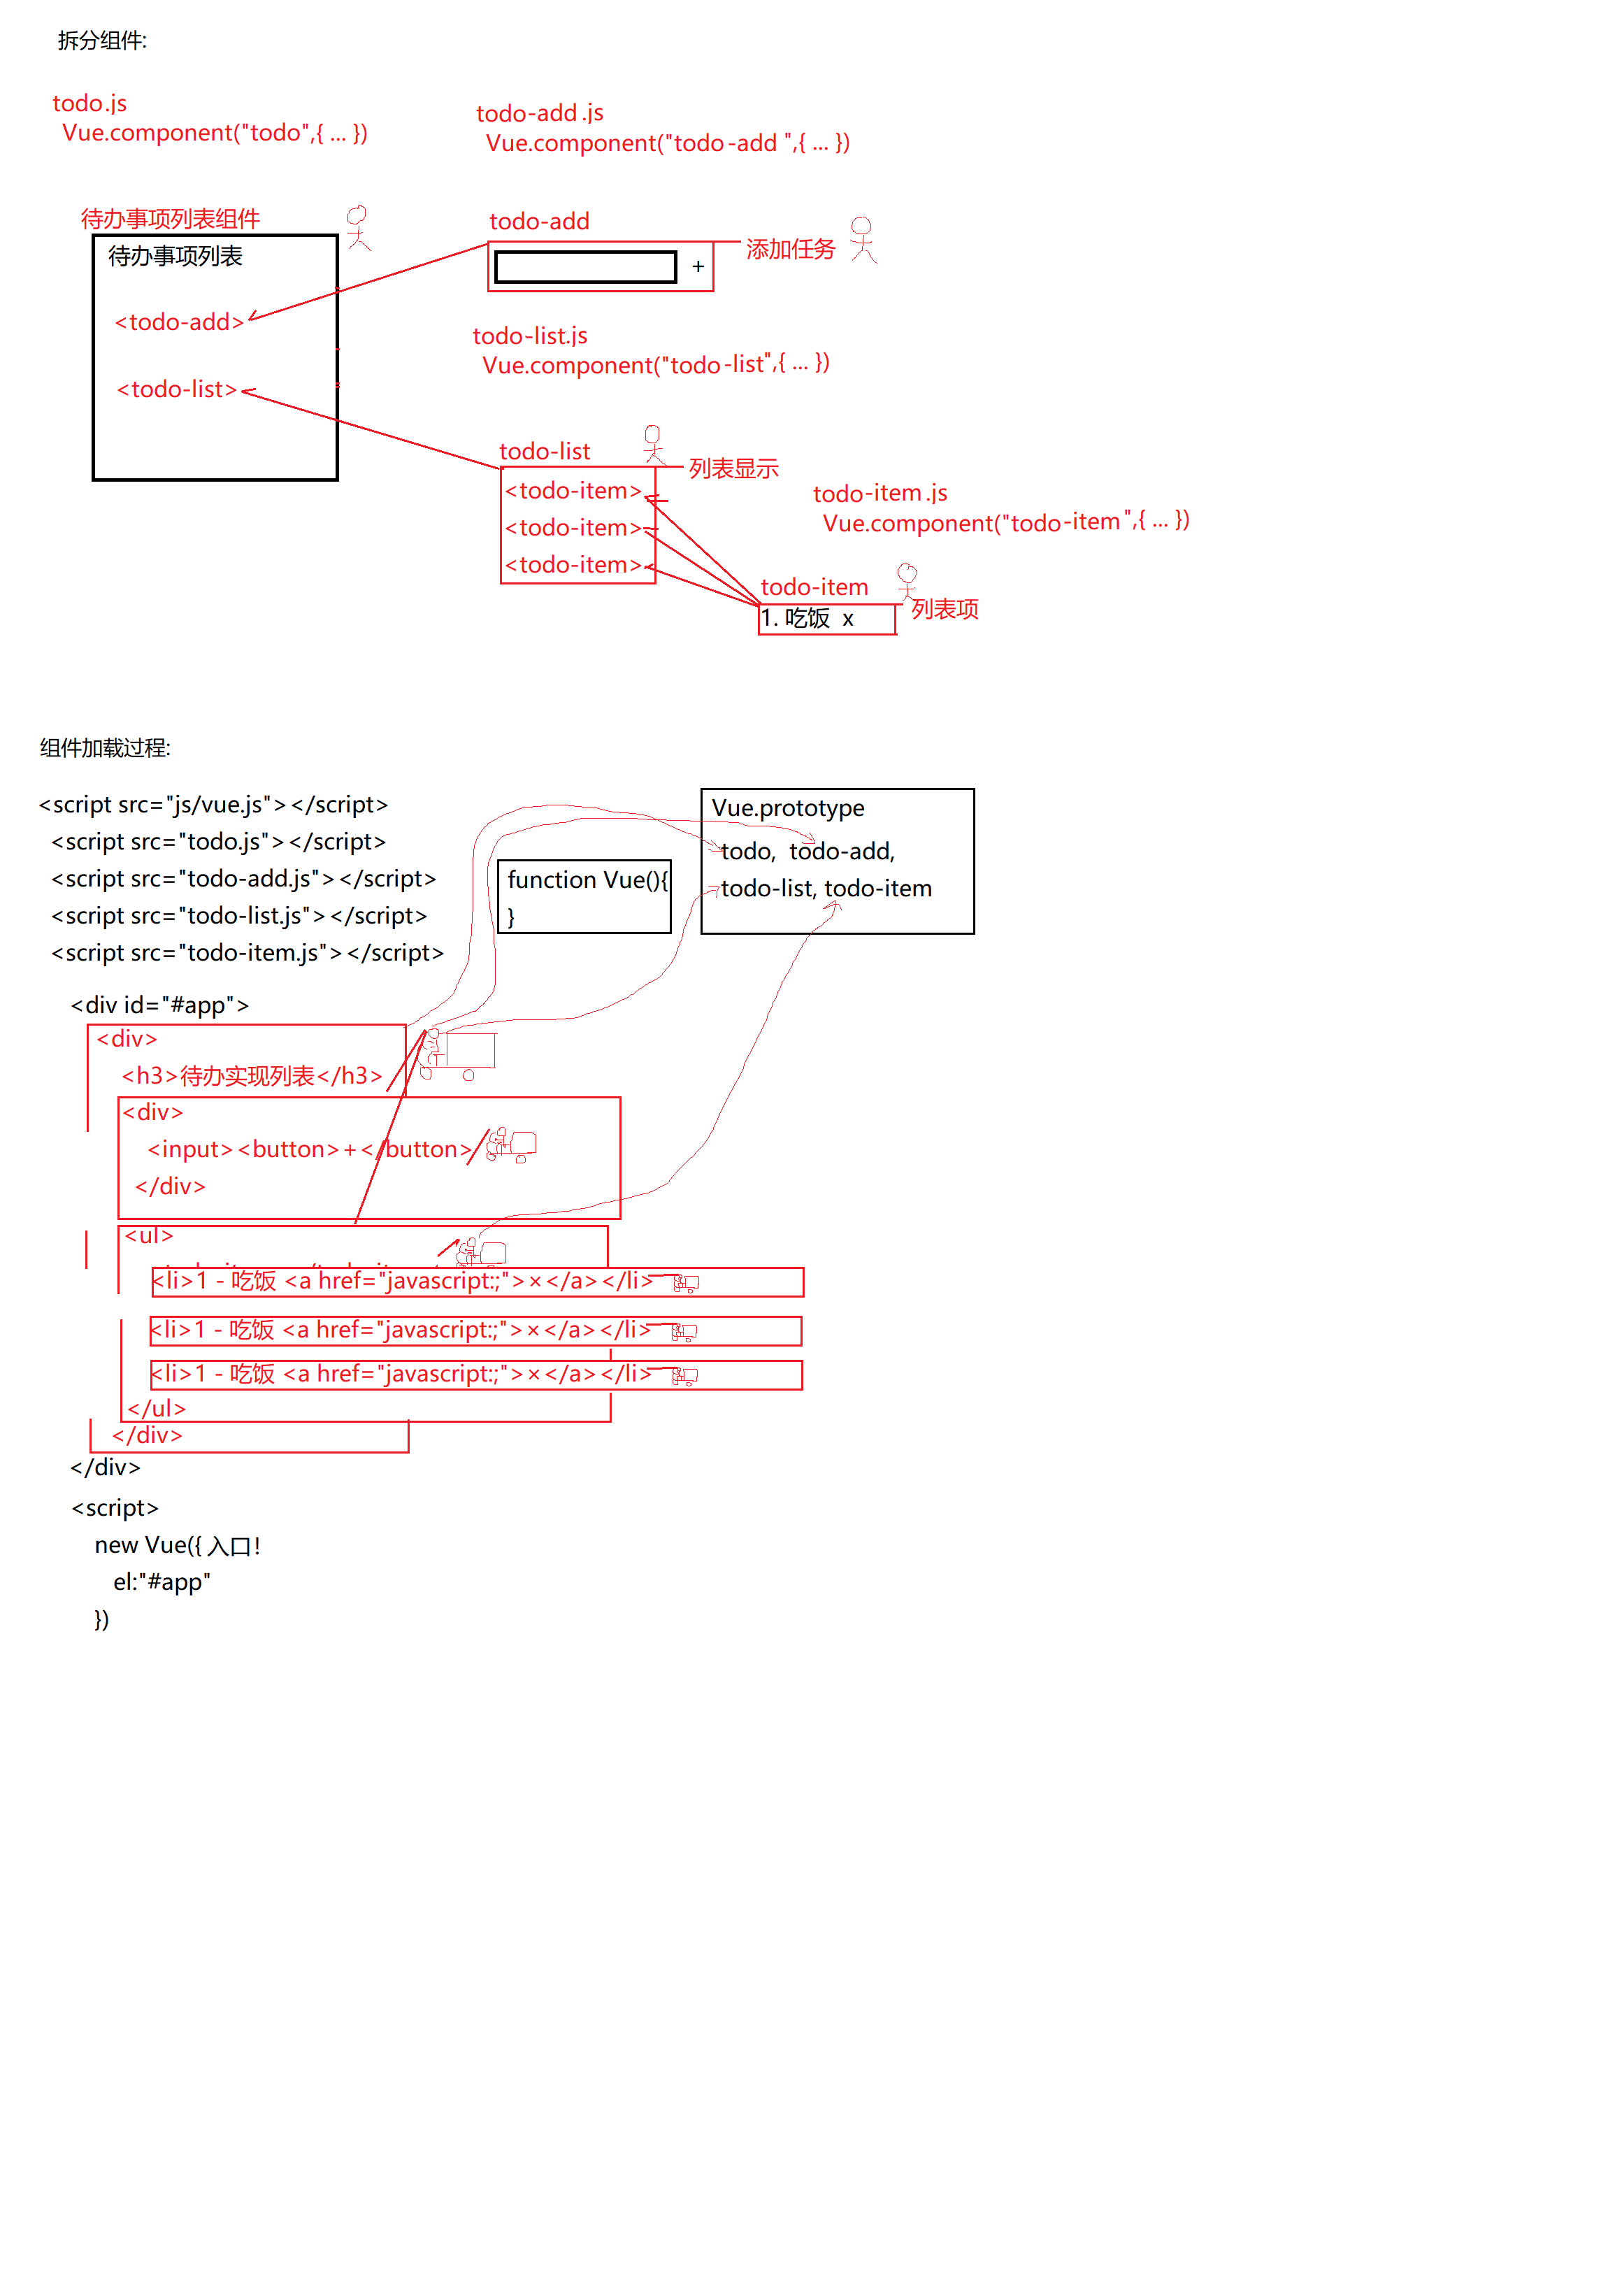 拆分组件:
todo.js
Vue.component("todo",{ ... })
todo-add.js
Vue.component("todo-add ",{ ... })
待办事项列表组件
待办事项列表
<todo-add>
<todo-list>
todo-add
+
添加任务
todo-list.js
Vue.component("todo-list",{ ... })
todo-list
列表显示
<todo-item>
<todo-item>
<todo-item>
todo-item.js
Vue.component("todo-item ",{ ... })
todo-item
列表项
1. 吃饭 x
组件加载过程:
<script src="js/vue.js"></script>
<script src="todo.js"></script>
<script src="todo-add.js"></script>
<script src="todo-list.js"></script>
<script src="todo-item.js"></script>
function Vue(){
}
Vue.prototype
todo, todo-add,
todo-list, todo-item
<div id="#app">
<div>
<h3>待办实现列表</h3>
<div>
<input><button>+</button>
</div>
<ul>
<li>1 - 吃饭 <a href="javascript:;">×</a></li>
<li>1 - 吃饭 <a href="javascript:;">×</a></li>
<li>1 - 吃饭 <a href="javascript:;">×</a></li>
</ul>
</div>
</div>
<script>
new Vue({ 入口!
el:"#app"
})